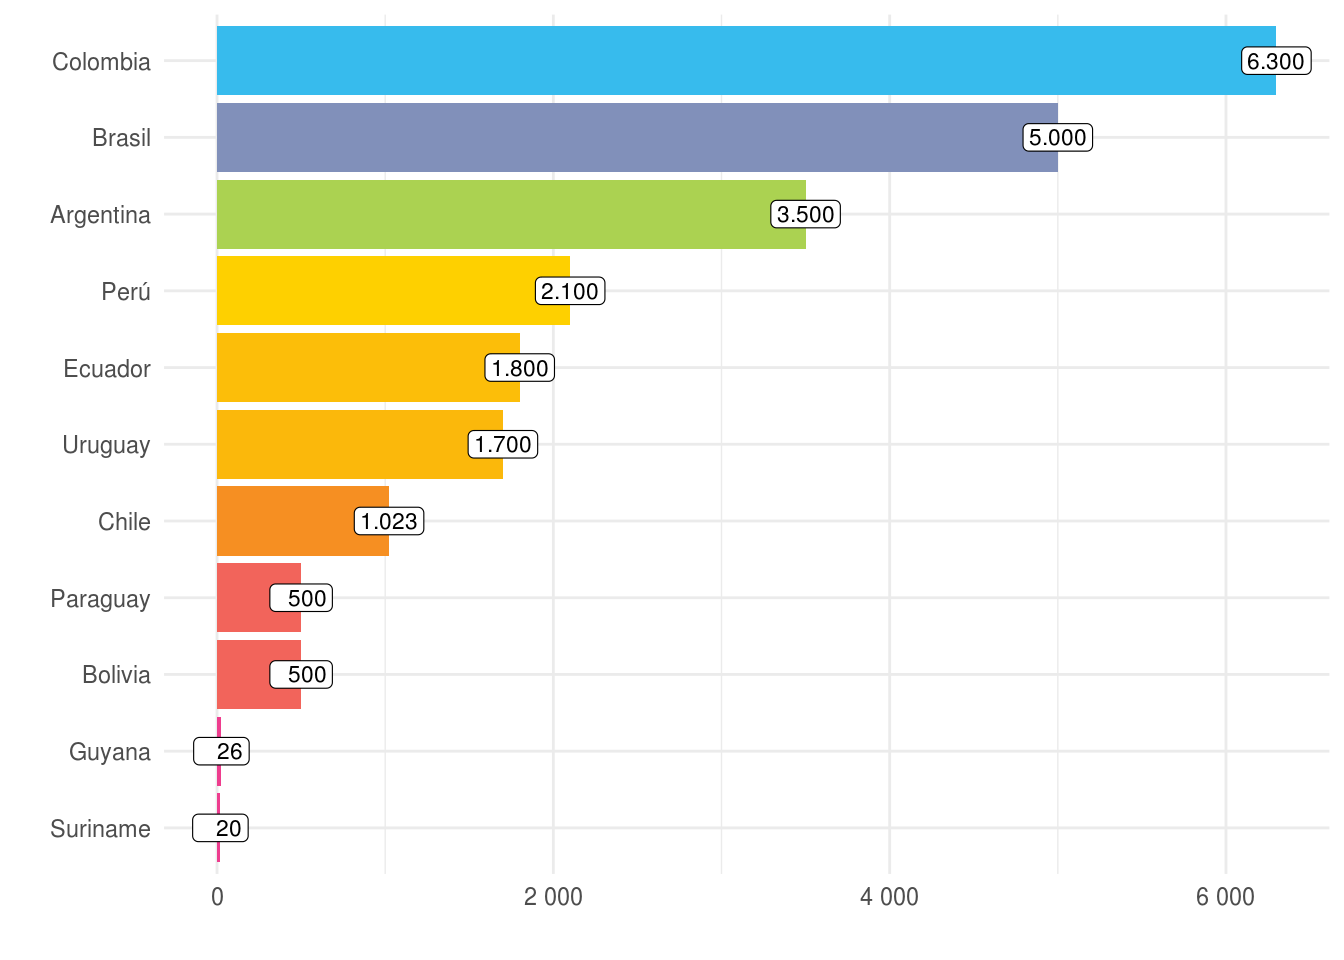 Colombia 6.300
Brasil 5.000
Argentina 3.500
Perú 2.100
Ecuador 1.800
Uruguay 1.700
Chile 1.023
Paraguay 500
Bolivia 500
Guyana 26
Suriname 20
0 2 000 4 000 6 000